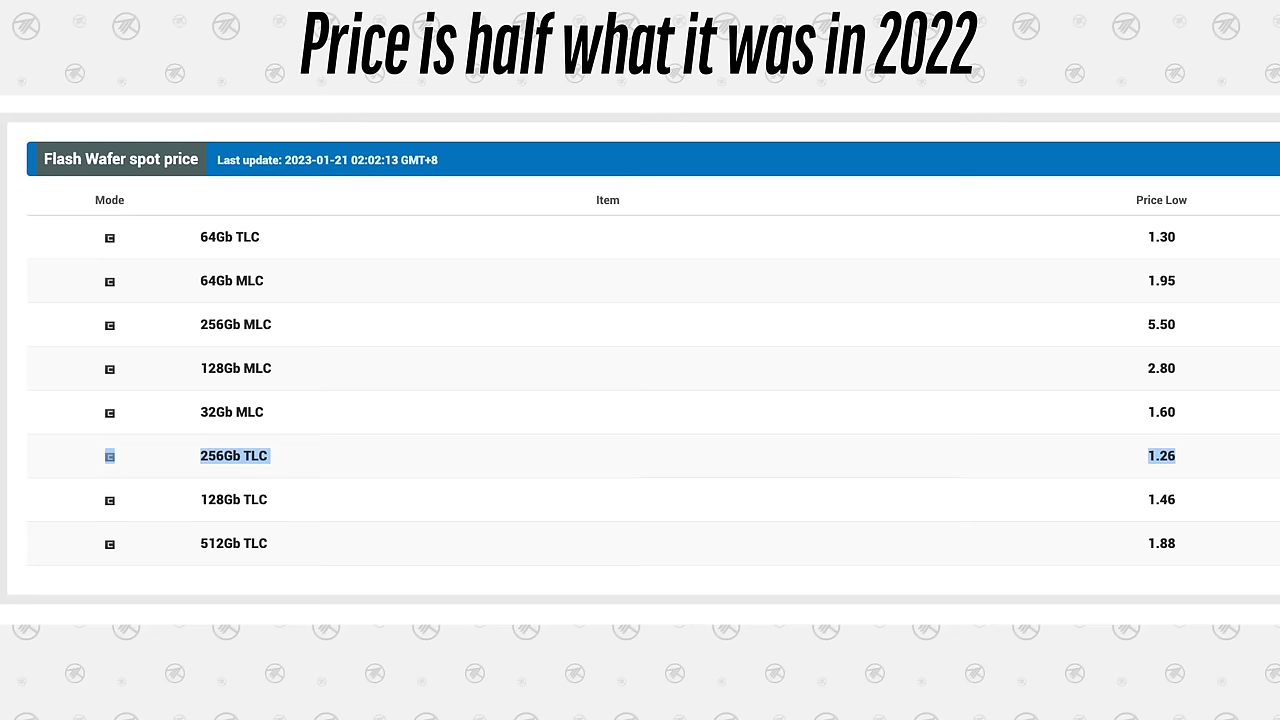 Price is half what it was in 2022
Flash Wafer spot price Last update: 2023-01-21 02:02:13 GMT+8
Mode Item Price Low
C 64Gb TLC 1.30
C 64Gb MLC 1.95
C 256Gb MLC 5.50
C 128Gb MLC 2.80
C 32Gb MLC 1.60
C 256Gb TLC 1.26
C 128Gb TLC 1.46
C 512Gb TLC 1.88